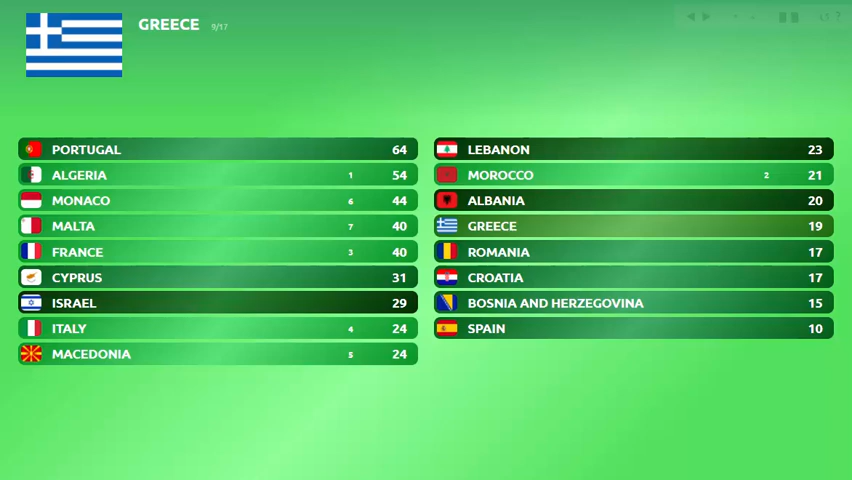 GREECE 9/17
PORTUGAL 64
ALGERIA 1 54
MONACO 6 44
MALTA 7 40
FRANCE 3 40
CYPRUS 31
ISRAEL 29
ITALY 4 24
MACEDONIA 5 24
LEBANON 23
MOROCCO 2 21
ALBANIA 20
GREECE 19
ROMANIA 17
CROATIA 17
BOSNIA AND HERZEGOVINA 15
SPAIN 10